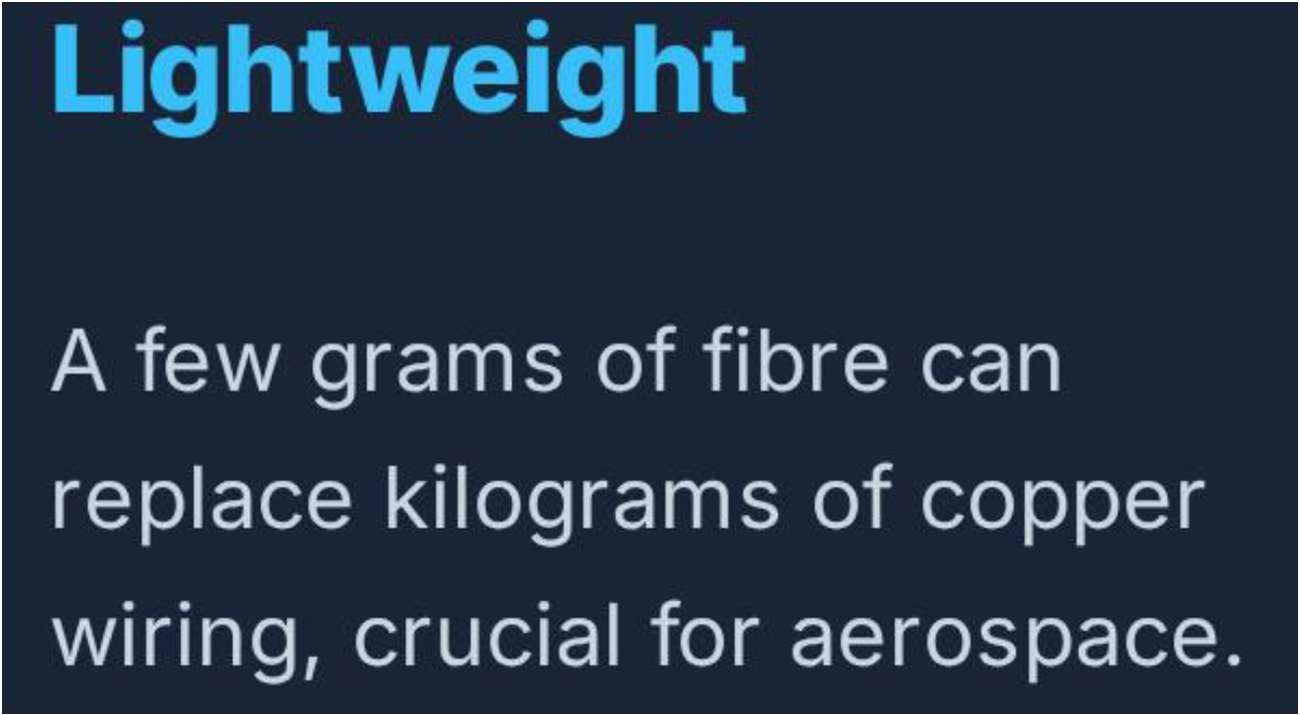 Lightweight
A few grams of fibre can
replace kilograms of copper
wiring, crucial for aerospace.